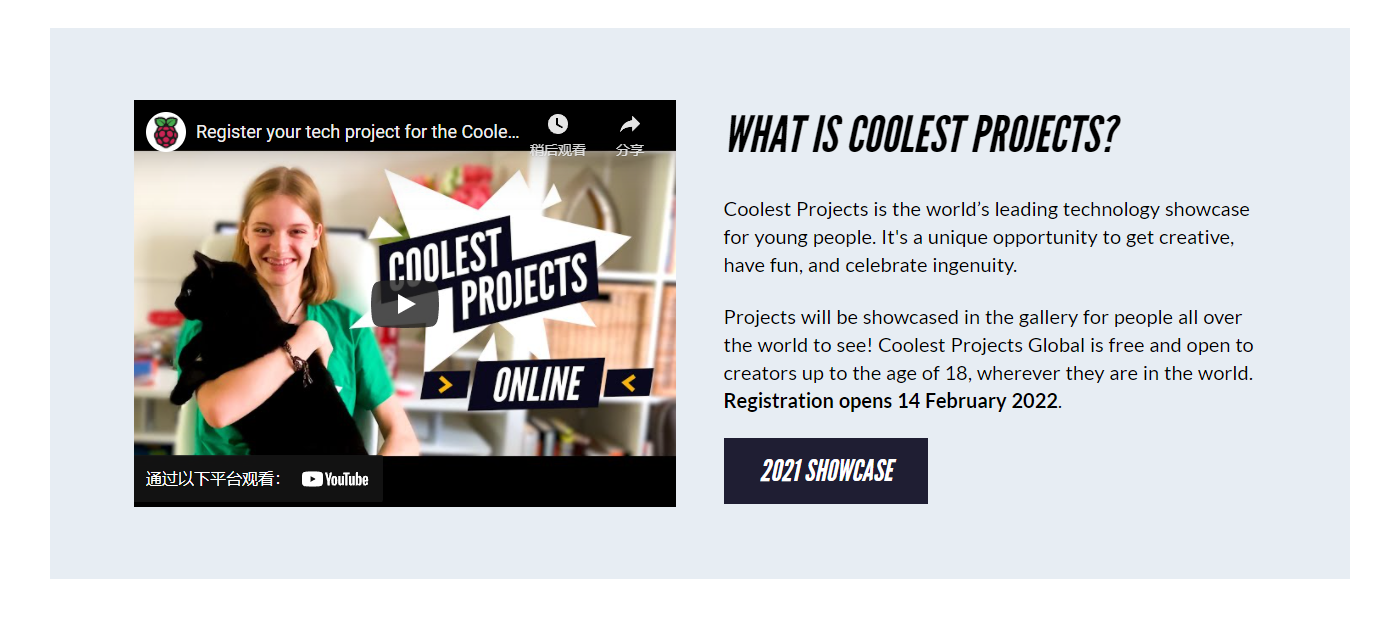 Register your tech project for the Coole...
稍后观看
分享
COOLEST
PROJECTS
ONLINE
通过以下平台观看：
YouTube
WHAT IS COOLEST PROJECTS?
Coolest Projects is the world’s leading technology showcase
for young people. It's a unique opportunity to get creative,
have fun, and celebrate ingenuity.
Projects will be showcased in the gallery for people all over
the world to see! Coolest Projects Global is free and open to
creators up to the age of 18, wherever they are in the world.
Registration opens 14 February 2022.
2021 SHOWCASE